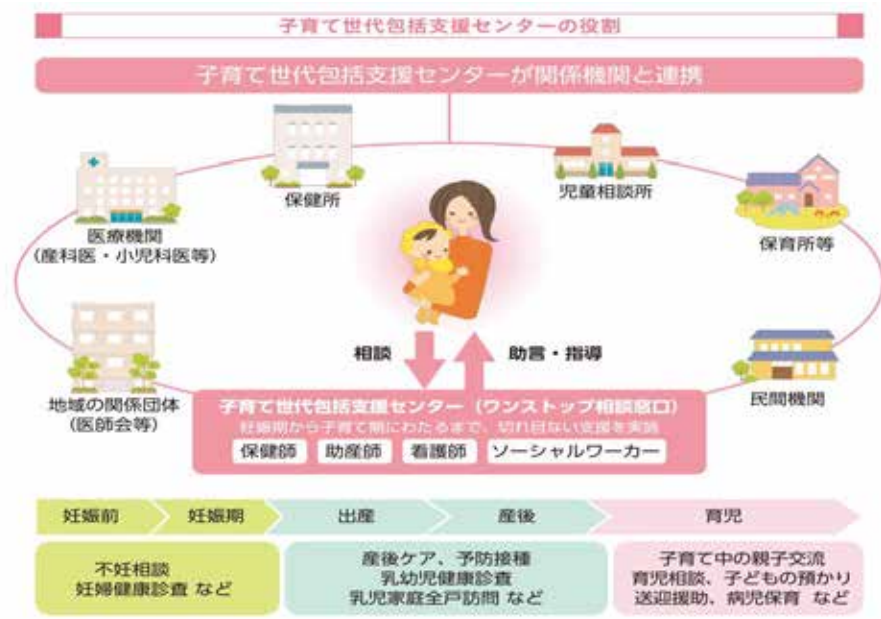 子育て世代包括支援センターの役割
子育て世代包括支援センターが関係機関と連携
保健所
児童相談所
医療機関
(産科医・小児科医等)
保育所等
相談
助言・指導
地域の関係団体
(医師会等)
民間機関
子育て世代包括支援センター(ワンストップ相談窓口)
妊娠期から子育て期にわたるまで、切れ目ない支援を実施
保健師 助産師 看護師 ソーシャルワーカー
妊娠前 妊娠期 出産 産後 育児
不妊相談
妊婦健康診査 など
産後ケア、予防接種
乳幼児健康診査
乳児家庭全戸訪問 など
子育て中の親子交流
育児相談、子どもの預かり
送迎援助、病児保育 など